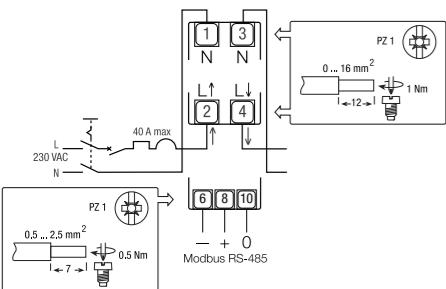 1 3
N N
L↑ L↓
2 4
PZ 1
0 ... 16 mm²
1 Nm
12
40 A max
L
230 VAC
N
6 8 10
— + 0
Modbus RS-485
PZ 1
0,5 ... 2,5 mm²
0.5 Nm
7